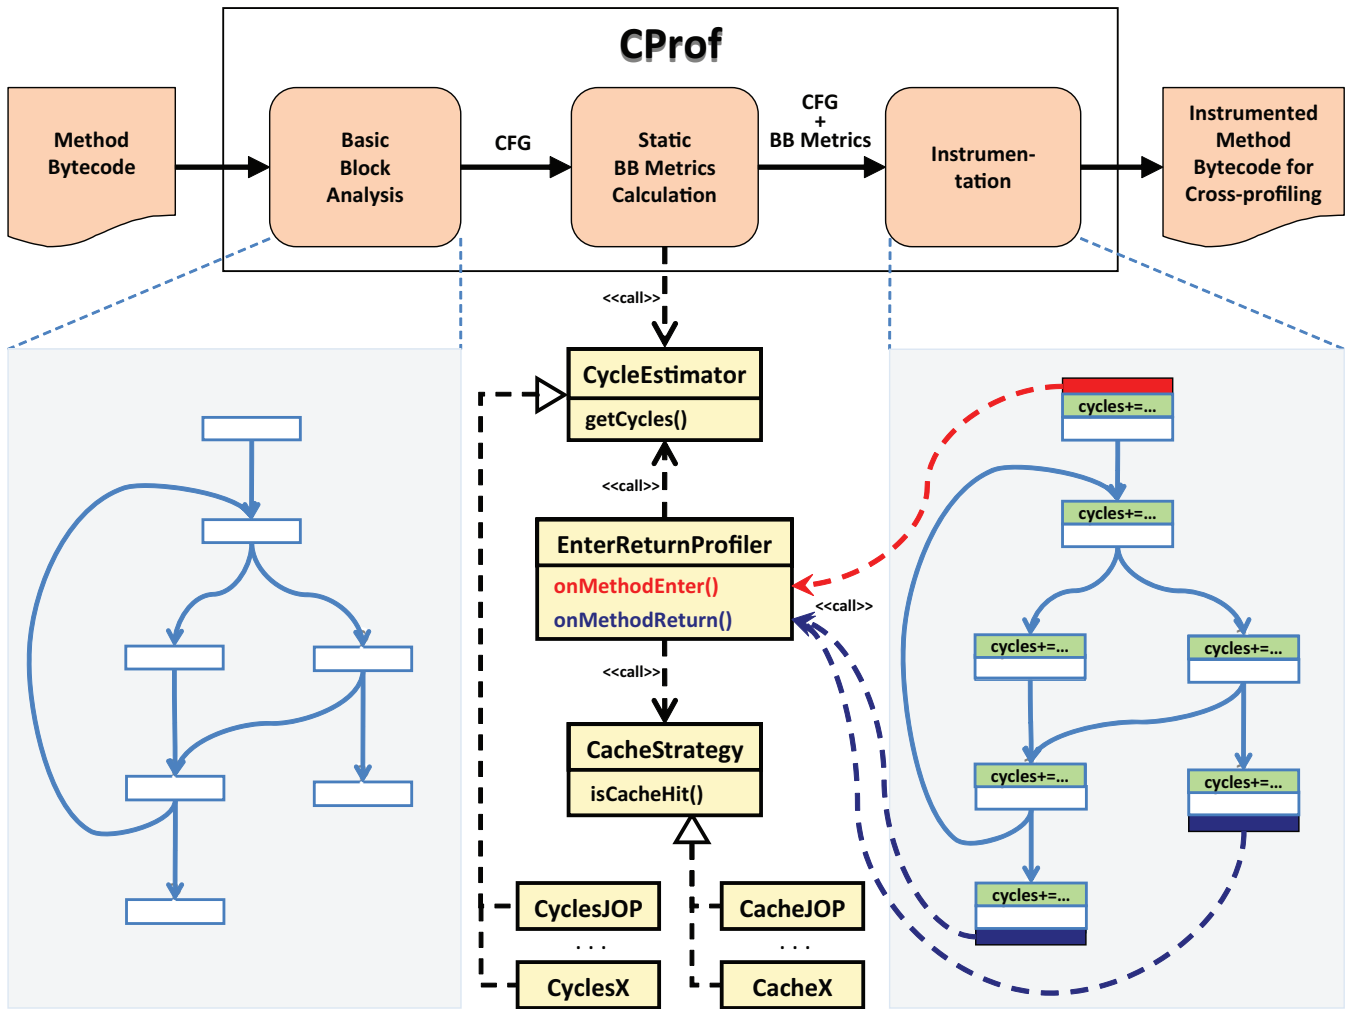 CProf
Method
Bytecode
Basic
Block
Analysis
CFG
Static
BB Metrics
Calculation
CFG
+
BB Metrics
Instrumen-
tation
Instrumented
Method
Bytecode for
Cross-profiling
<<call>>
CycleEstimator
getCycles()
<<call>>
EnterReturnProfiler
onMethodEnter()
onMethodReturn()
<<call>>
<<call>>
CacheStrategy
isCacheHit()
CyclesJOP
. . .
CyclesX
CacheJOP
. . .
CacheX
cycles+=...
cycles+=...
cycles+=...
cycles+=...
cycles+=...
cycles+=...
cycles+=...